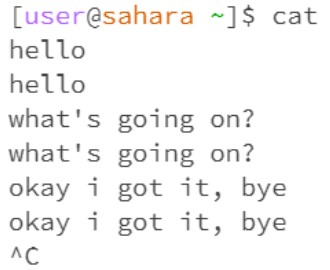 [user@sahara ~]$ cat
hello
hello
what's going on?
what's going on?
okay i got it, bye
okay i got it, bye
^C